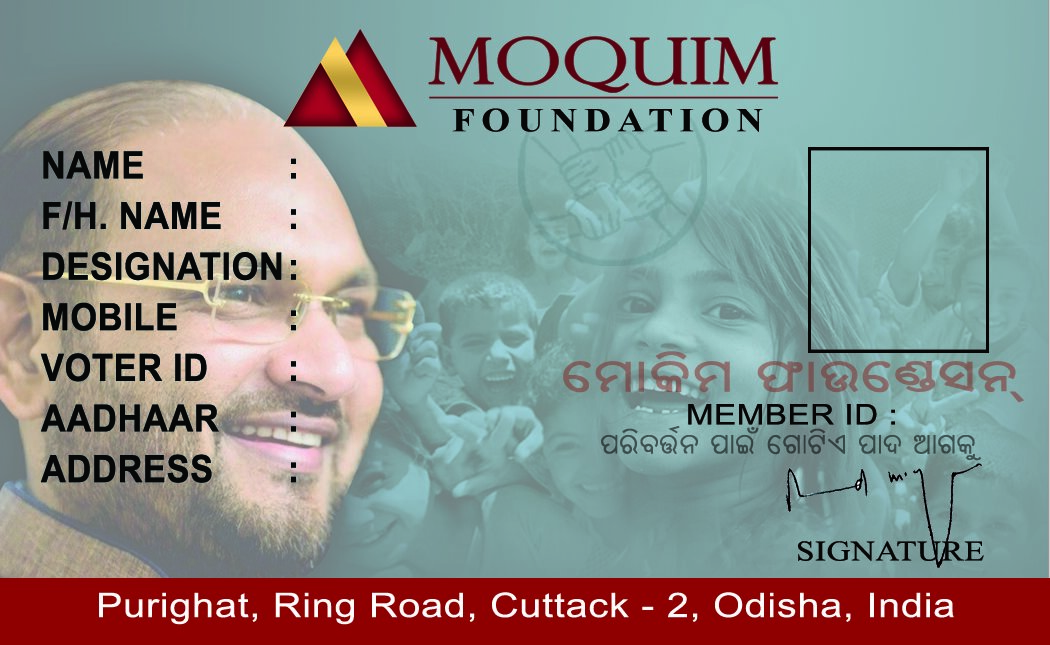 MOQUIM
FOUNDATION
NAME :
F/H. NAME :
DESIGNATION :
MOBILE :
VOTER ID :
AADHAAR :
ADDRESS :
ମୋକିମ ଫାଉଣ୍ଡେସନ୍
MEMBER ID :
ପରିବର୍ତ୍ତନ ପାଇଁ ଗୋଟିଏ ପାଦ ଆଗକୁ
SIGNATURE
Purighat, Ring Road, Cuttack - 2, Odisha, India